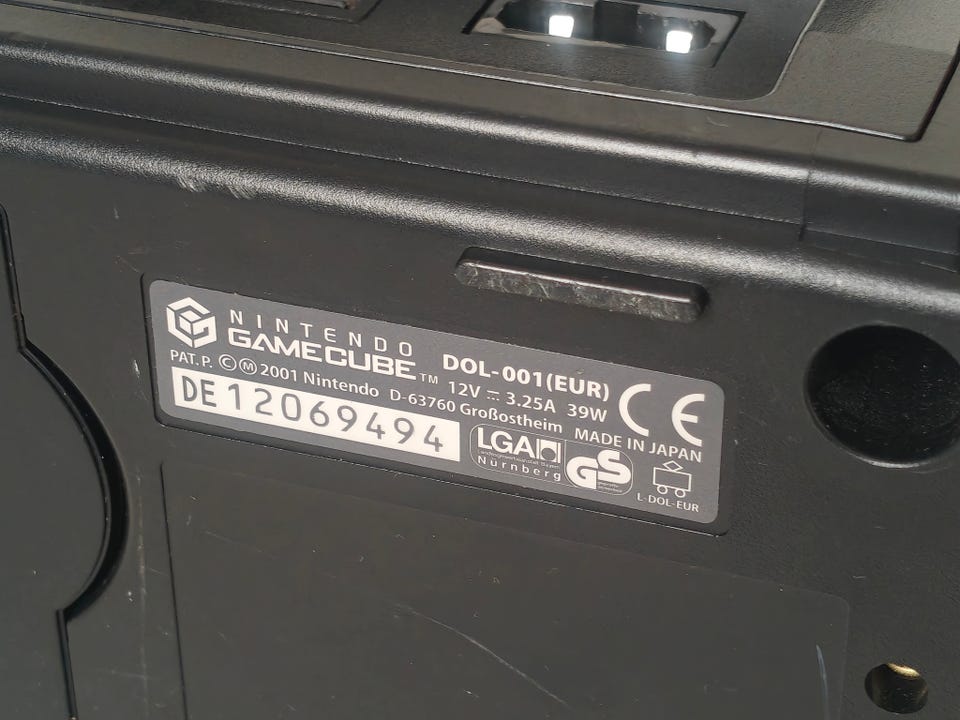 NINTENDO
GAMECUBE™ DOL-001(EUR)
PAT. P. ©Ⓜ 2001 Nintendo 12V ⎓ 3.25A 39W CE
D-63760 Großostheim MADE IN JAPAN
DE 120694494
LGA
Nürnberg
GS
L-DOL-EUR